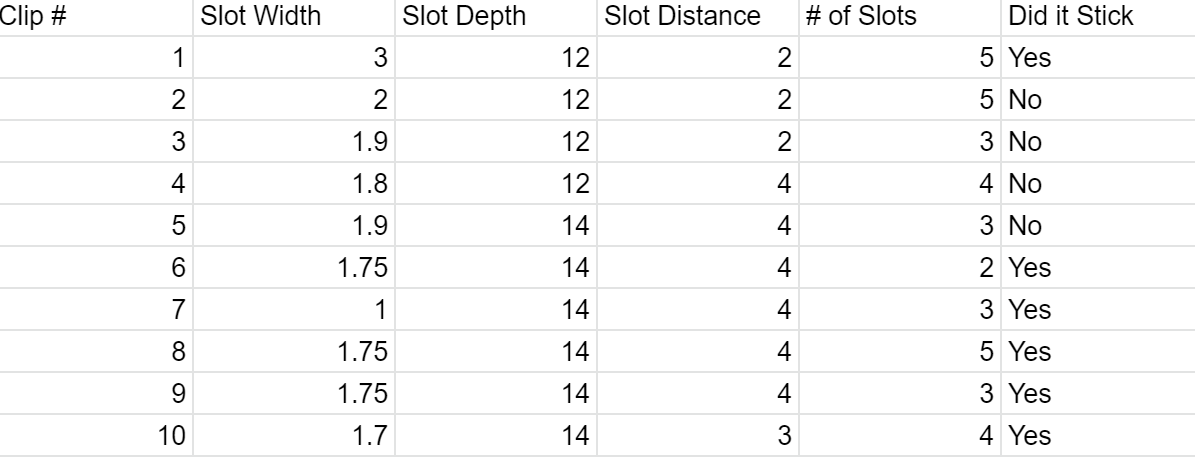 Clip # Slot Width Slot Depth Slot Distance # of Slots Did it Stick
1 3 12 2 5 Yes
2 2 12 2 5 No
3 1.9 12 2 3 No
4 1.8 12 4 4 No
5 1.9 14 4 3 No
6 1.75 14 4 2 Yes
7 1 14 4 3 Yes
8 1.75 14 4 5 Yes
9 1.75 14 4 3 Yes
10 1.7 14 3 4 Yes